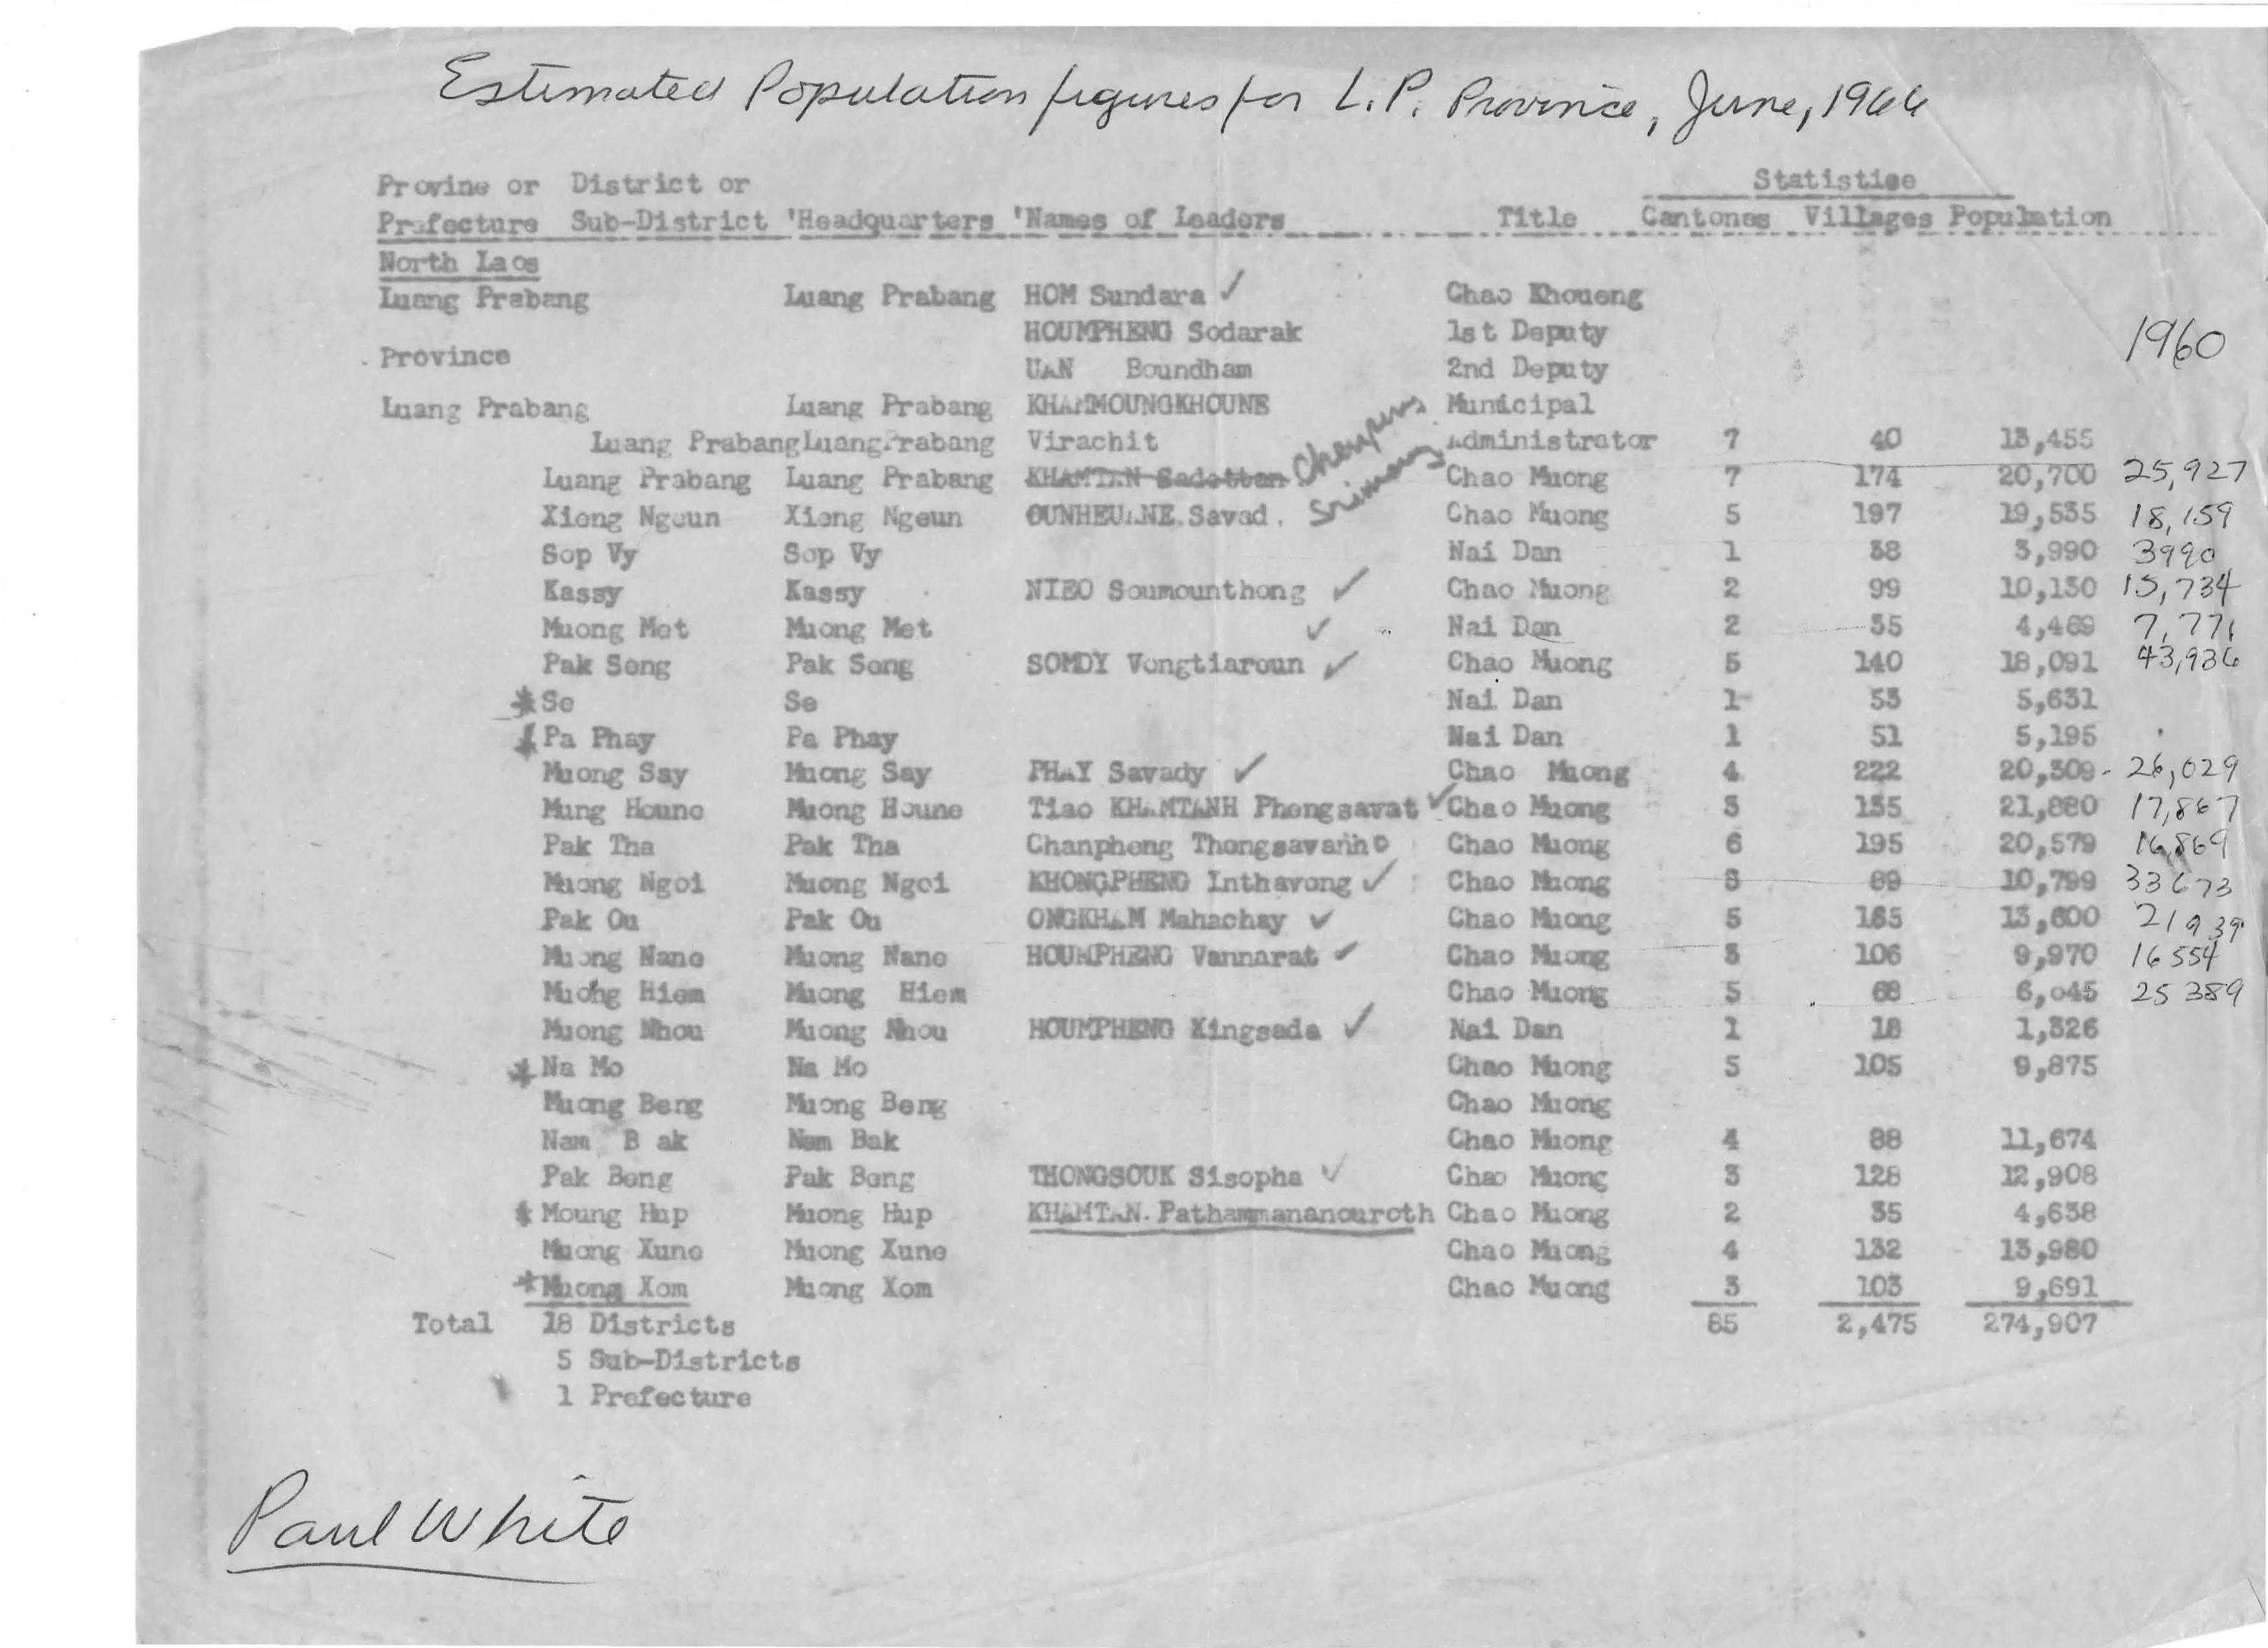 Estimated Population figures for L.P. Province, June, 1966
Statistise
Provine or District or
Prefecture Sub-District 'Headquarters 'Names of Leaders Title Cantones Villages Population
North Laos
Luang Prabang Luang Prabang HOM Sundara ✓ Chao Khoueng
HOUMPHENG Sodarak 1st Deputy
1960
Province UAN Boundham 2nd Deputy
Luang Prabang Luang Prabang KHAMMOUNGKHOUNE Municipal
Luang Prabang Luang Prabang Virachit Administrator 7 40 13,455
Luang Prabang Luang Prabang KHAMTAN Chao Muong 7 174 20,700 25,927
Xieng Ngeun Xieng Ngeun OUNHEUANE Savad. Chao Muong 5 197 19,535 18,159
Sop Vy Sop Vy Nai Dan 1 38 3,990 3990
Kassy Kassy NIEO Soumounthong ✓ Chao Muong 2 99 10,130 15,734
Muong Met Muong Met ✓ Nai Dan 2 35 4,469 7,776
Pak Seng Pak Seng SOMDY Vongtiaroun ✓ Chao Muong 5 140 18,091 43,936
* Se Se Nai Dan 1 53 5,631
* Pa Phay Pa Phay Nai Dan 1 51 5,195
Muong Say Muong Say PHAY Savady ✓ Chao Muong 4 222 20,309 - 26,029
Mung Houne Muong Houne Tiao KHAMTANH Phengsavat ✓ Chao Muong 3 135 21,880 17,867
Pak Tha Pak Tha Chanpheng Thongsavanh Chao Muong 6 195 20,579 16,869
Muong Ngoi Muong Ngoi KHONGPHENG Inthavong ✓ Chao Muong 3 89 10,799 33673
Pak Ou Pak Ou ONGKHAM Mahachay ✓ Chao Muong 5 165 13,600 21939
Muong Nane Muong Nane HOUMPHENG Vannarat ✓ Chao Muong 3 106 9,970 16554
Muong Hiem Muong Hiem Chao Muong 5 68 6,045 25389
Muong Nhou Muong Nhou HOUMPHENG Kingsada ✓ Nai Dan 1 18 1,326
* Na Mo Na Mo Chao Muong 5 105 9,875
Muong Beng Muong Beng Chao Muong
Nam B ak Nam Bak Chao Muong 4 88 11,674
Pak Beng Pak Beng THONGSOUK Sisopha ✓ Chao Muong 3 128 12,908
* Moung Hup Muong Hup KHAMTAN. Pathammananouroth Chao Muong 2 35 4,638
Muong Xune Muong Xune Chao Muong 4 132 13,980
* Muong Xom Muong Xom Chao Muong 3 103 9,691
Total 18 Districts 85 2,475 274,907
5 Sub-Districts
1 Prefecture
Paul White